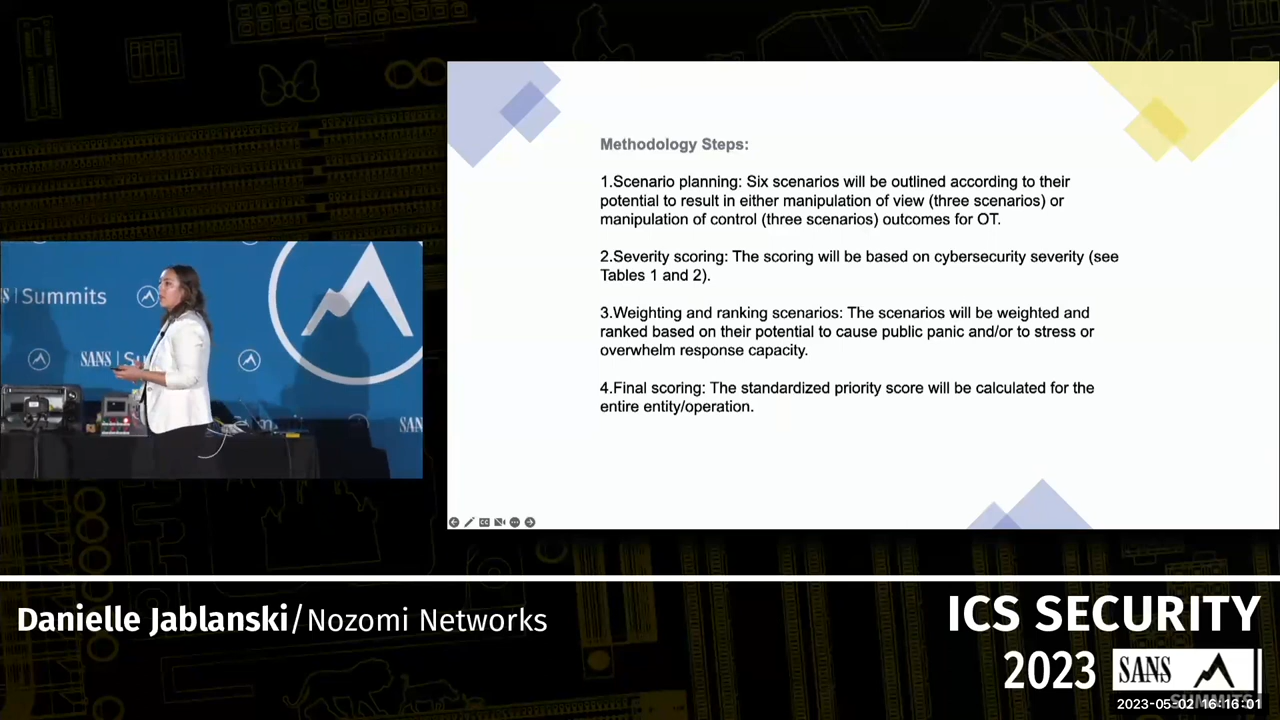 Methodology Steps:
1.Scenario planning: Six scenarios will be outlined according to their
potential to result in either manipulation of view (three scenarios) or
manipulation of control (three scenarios) outcomes for OT.
2.Severity scoring: The scoring will be based on cybersecurity severity (see
Tables 1 and 2).
3.Weighting and ranking scenarios: The scenarios will be weighted and
ranked based on their potential to cause public panic and/or to stress or
overwhelm response capacity.
4.Final scoring: The standardized priority score will be calculated for the
entire entity/operation.
S | Summits
SANS | Su
SAN
Danielle Jablanski/Nozomi Networks
ICS SECURITY
2023 SANS
SUMMITS
2023-05-02 16:16:01